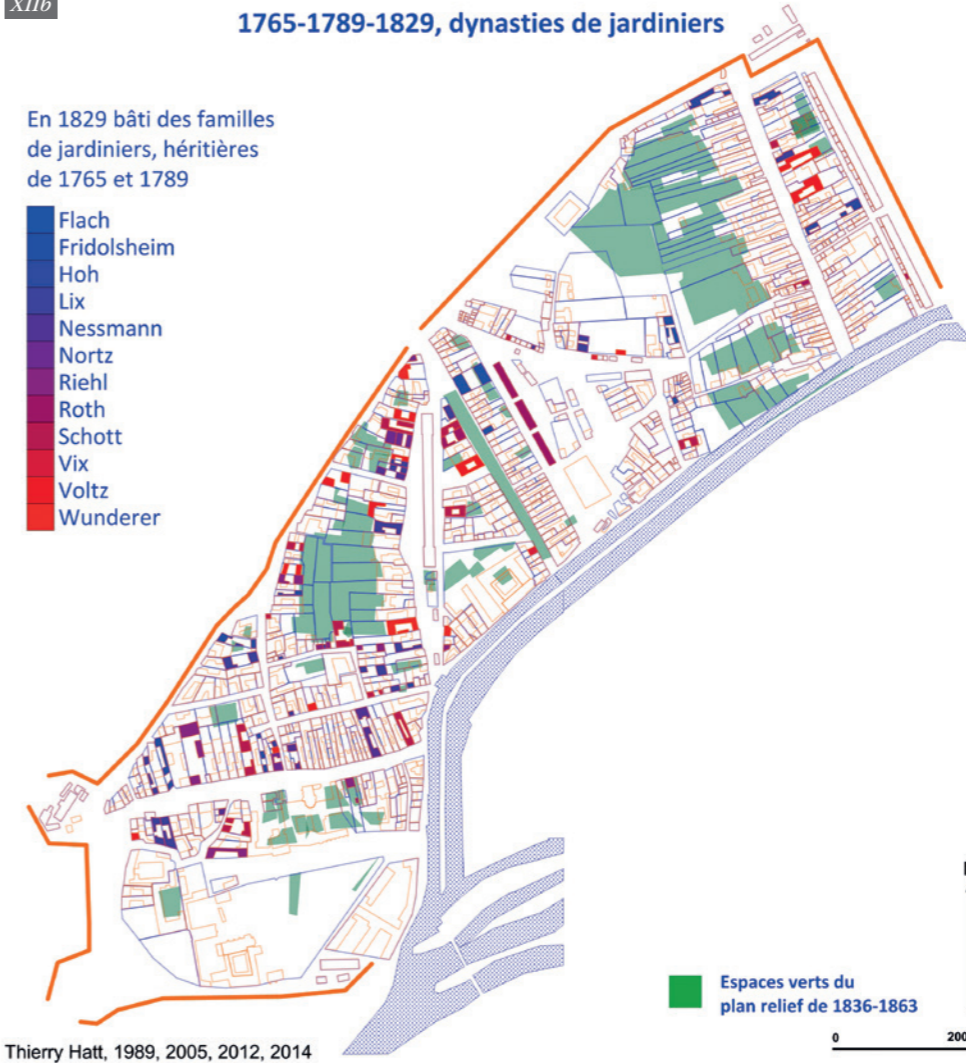 XIIb
1765-1789-1829, dynasties de jardiniers
En 1829 bâti des familles
de jardiniers, héritières
de 1765 et 1789
Flach
Fridolsheim
Hoh
Lix
Nessmann
Nortz
Riehl
Roth
Schott
Vix
Voltz
Wunderer
Espaces verts du
plan relief de 1836-1863
0 200
Thierry Hatt, 1989, 2005, 2012, 2014